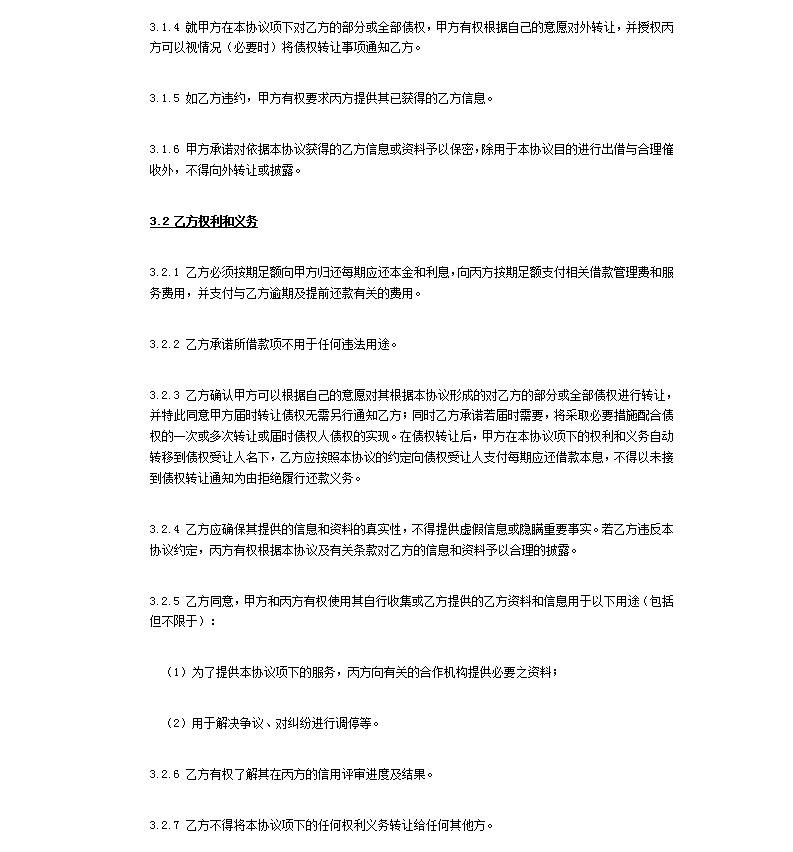 3.1.4 就甲方在本协议项下对乙方的部分或全部债权，甲方有权根据自己的意愿对外转让，并授权丙
方可以视情况（必要时）将债权转让事项通知乙方。
3.1.5 如乙方违约，甲方有权要求丙方提供其已获得的乙方信息。
3.1.6 甲方承诺对依据本协议获得的乙方信息或资料予以保密，除用于本协议目的进行出借与合理催
收外，不得向外转让或披露。
3.2 乙方权利和义务
3.2.1 乙方必须按期足额向甲方归还每期应还本金和利息，向丙方按期足额支付相关借款管理费和服
务费用，并支付与乙方逾期及提前还款有关的费用。
3.2.2 乙方承诺所借款项不用于任何违法用途。
3.2.3 乙方确认甲方可以根据自己的意愿对其根据本协议形成的对乙方的部分或全部债权进行转让，
并特此同意甲方届时转让债权无需另行通知乙方；同时乙方承诺若届时需要，将采取必要措施配合债
权的一次或多次转让或届时债权人债权的实现。在债权转让后，甲方在本协议项下的权利和义务自动
转移到债权受让人名下，乙方应按照本协议的约定向债权受让人支付每期应还借款本息，不得以未接
到债权转让通知为由拒绝履行还款义务。
3.2.4 乙方应确保其提供的信息和资料的真实性，不得提供虚假信息或隐瞒重要事实。若乙方违反本
协议约定，丙方有权根据本协议及有关条款对乙方的信息和资料予以合理的披露。
3.2.5 乙方同意，甲方和丙方有权使用其自行收集或乙方提供的乙方资料和信息用于以下用途（包括
但不限于）：
（1）为了提供本协议项下的服务，丙方向有关的合作机构提供必要之资料；
（2）用于解决争议、对纠纷进行调停等。
3.2.6 乙方有权了解其在丙方的信用评审进度及结果。
3.2.7 乙方不得将本协议项下的任何权利义务转让给任何其他方。